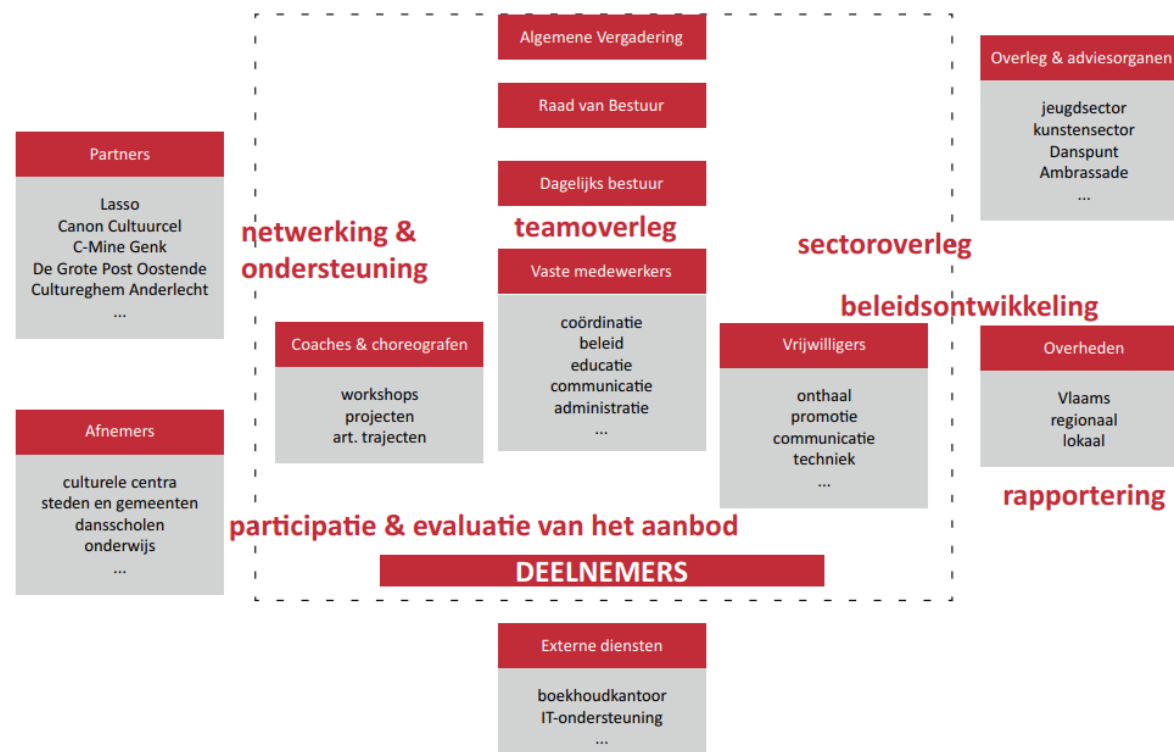 Algemene Vergadering
Raad van Bestuur
Dagelijks bestuur
teamoverleg
Vaste medewerkers
coördinatie
beleid
educatie
communicatie
administratie
...
Partners
Lasso
Canon Cultuurcel
C-Mine Genk
De Grote Post Oostende
Cultureghem Anderlecht
...
netwerking &
ondersteuning
Coaches & choreografen
workshops
projecten
art. trajecten
Afnemers
culturele centra
steden en gemeenten
dansscholen
onderwijs
...
participatie & evaluatie van het aanbod
DEELNEMERS
Overleg & adviesorganen
jeugdsector
kunstensector
Danspunt
Ambrassade
...
sectoroverleg
beleidsontwikkeling
Vrijwilligers
onthaal
promotie
communicatie
techniek
...
Overheden
Vlaams
regionaal
lokaal
rapportering
Externe diensten
boekhoudkantoor
IT-ondersteuning
...